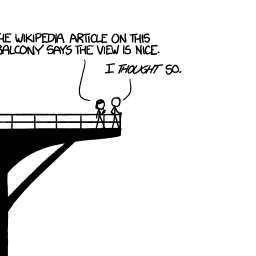 HE WIKIPEDIA ARTICLE ON THIS
BALCONY SAYS THE VIEW IS NICE.
I THOUGHT SO.